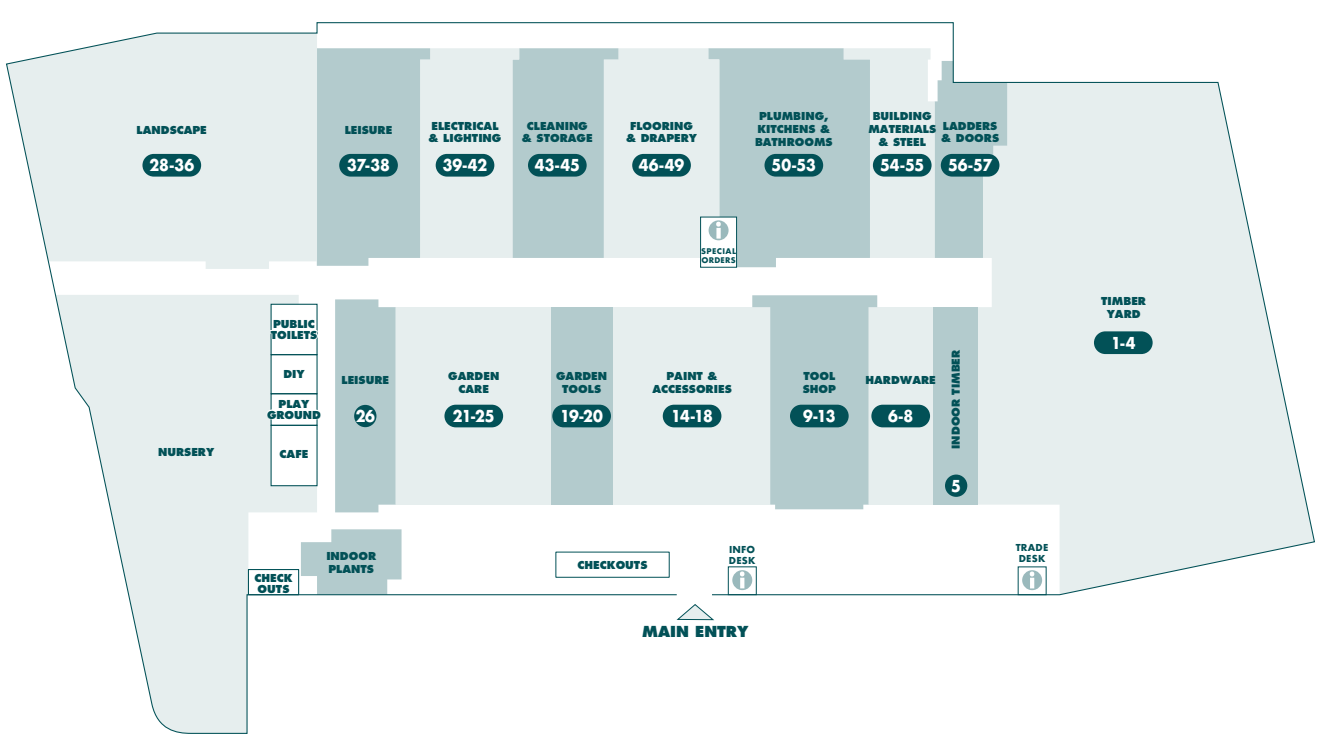 LANDSCAPE
28-36
LEISURE
37-38
ELECTRICAL
& LIGHTING
39-42
CLEANING
& STORAGE
43-45
FLOORING
& DRAPERY
46-49
PLUMBING,
KITCHENS &
BATHROOMS
50-53
BUILDING
MATERIALS
& STEEL
54-55
LADDERS
& DOORS
56-57
i
SPECIAL
ORDERS
TIMBER
YARD
1-4
PUBLIC
TOILETS
DIY
PLAY
GROUND
CAFE
NURSERY
LEISURE
26
GARDEN
CARE
21-25
GARDEN
TOOLS
19-20
PAINT &
ACCESSORIES
14-18
TOOL
SHOP
9-13
HARDWARE
6-8
INDOOR TIMBER
5
CHECK
OUTS
INDOOR
PLANTS
CHECKOUTS
INFO
DESK
i
TRADE
DESK
i
MAIN ENTRY